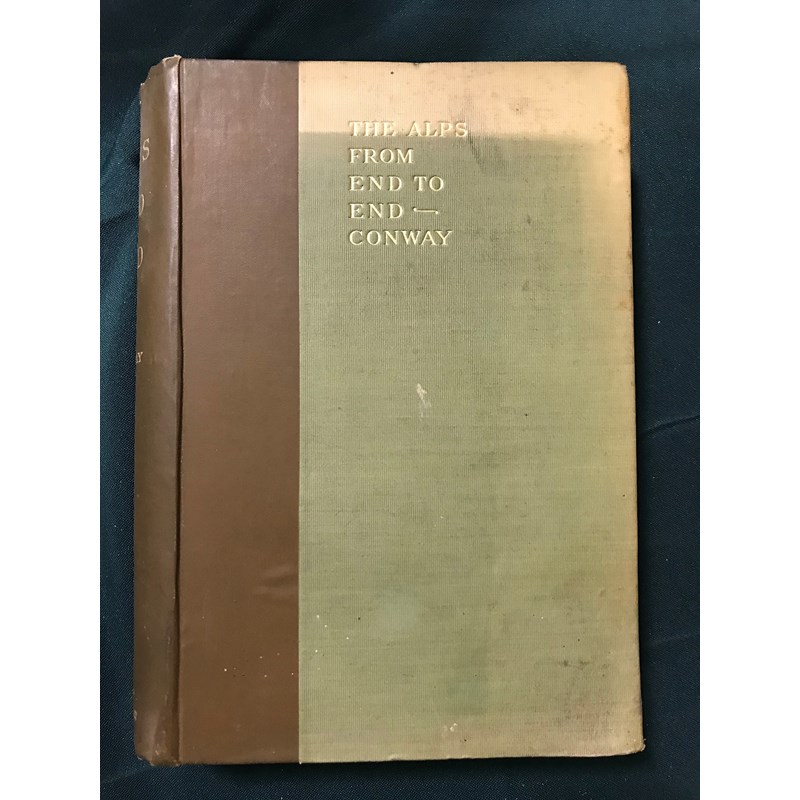 THE ALPS
FROM
END TO
END —
CONWAY